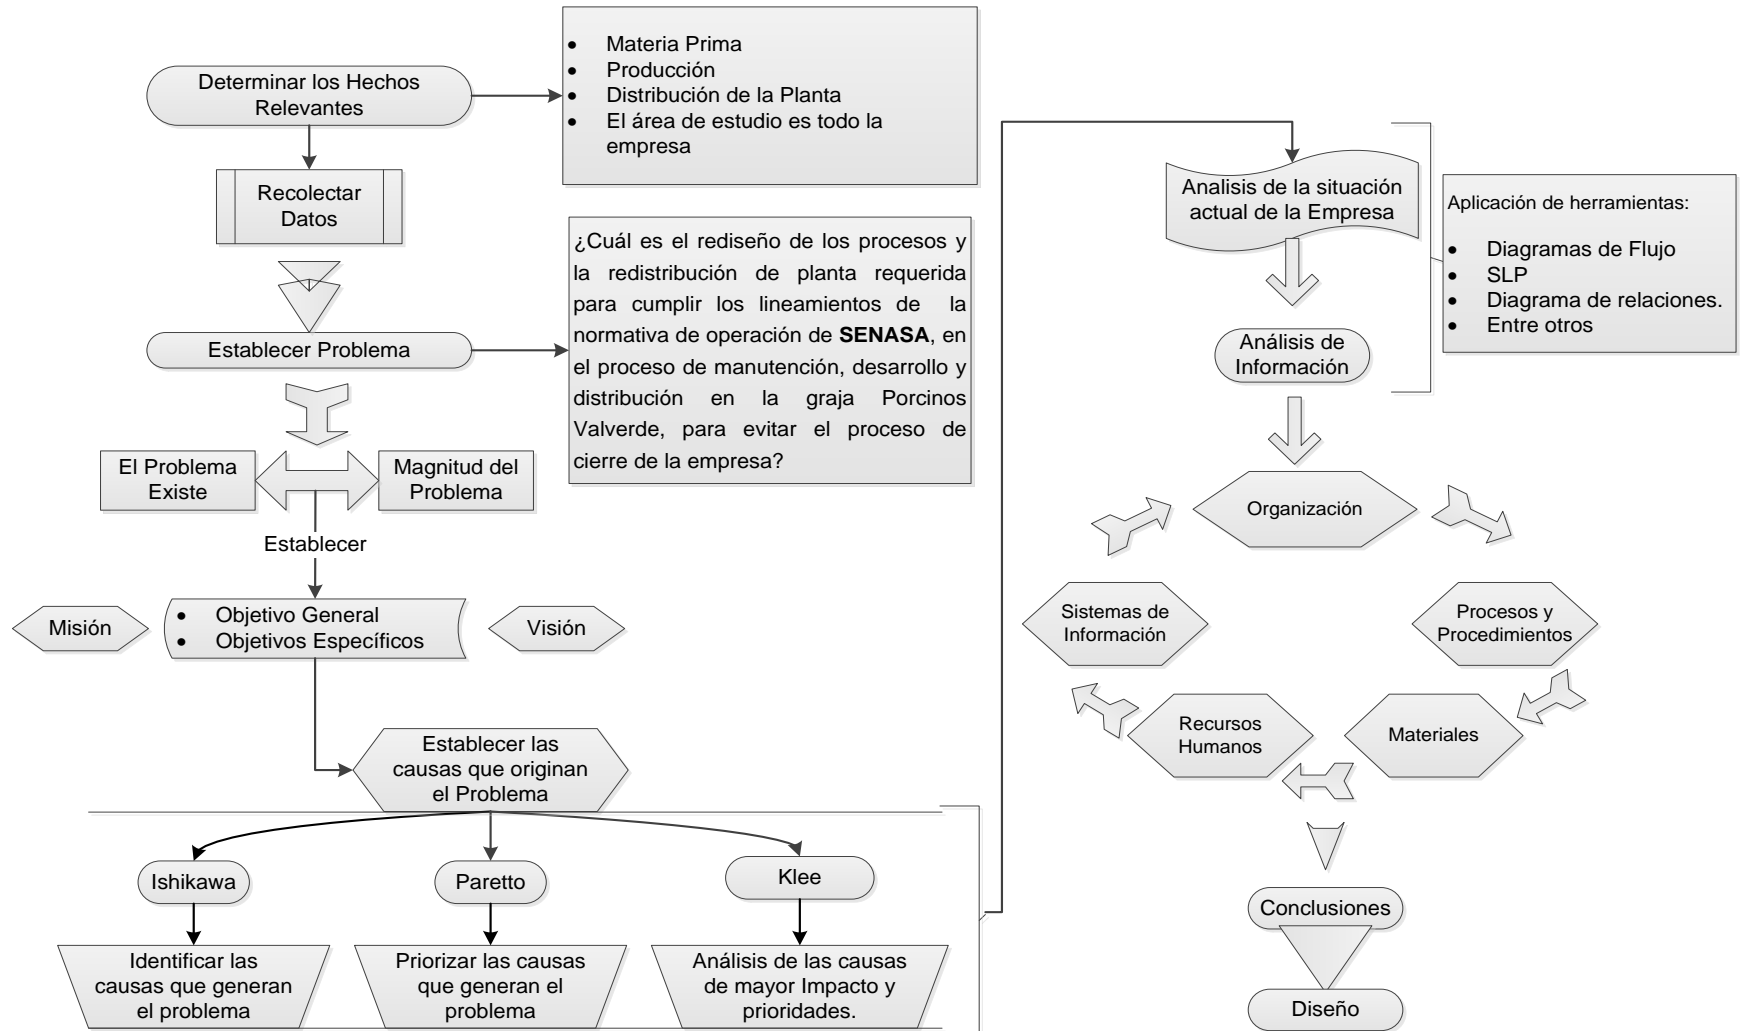 Determinar los Hechos
Relevantes
• Materia Prima
• Producción
• Distribución de la Planta
• El área de estudio es todo la
empresa
Recolectar
Datos
Establecer Problema
¿Cuál es el rediseño de los procesos y
la redistribución de planta requerida
para cumplir los lineamientos de la
normativa de operación de SENASA, en
el proceso de manutención, desarrollo y
distribución en la graja Porcinos
Valverde, para evitar el proceso de
cierre de la empresa?
El Problema
Existe
Magnitud del
Problema
Establecer
Misión
• Objetivo General
• Objetivos Específicos
Visión
Establecer las
causas que originan
el Problema
Ishikawa
Paretto
Klee
Identificar las
causas que generan
el problema
Priorizar las causas
que generan el
problema
Análisis de las causas
de mayor Impacto y
prioridades.
Analisis de la situación
actual de la Empresa
Aplicación de herramientas:
• Diagramas de Flujo
• SLP
• Diagrama de relaciones.
• Entre otros
Análisis de
Información
Organización
Sistemas de
Información
Procesos y
Procedimientos
Recursos
Humanos
Materiales
Conclusiones
Diseño